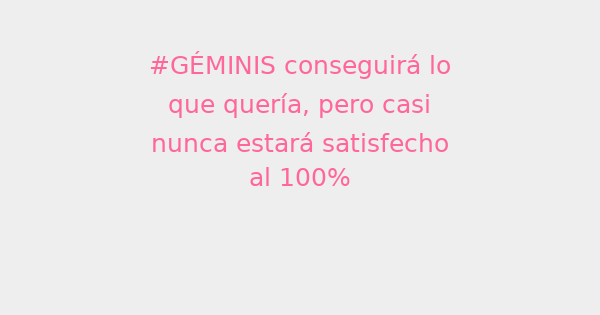 #GÉMINIS conseguirá lo
que quería, pero casi
nunca estará satisfecho
al 100%